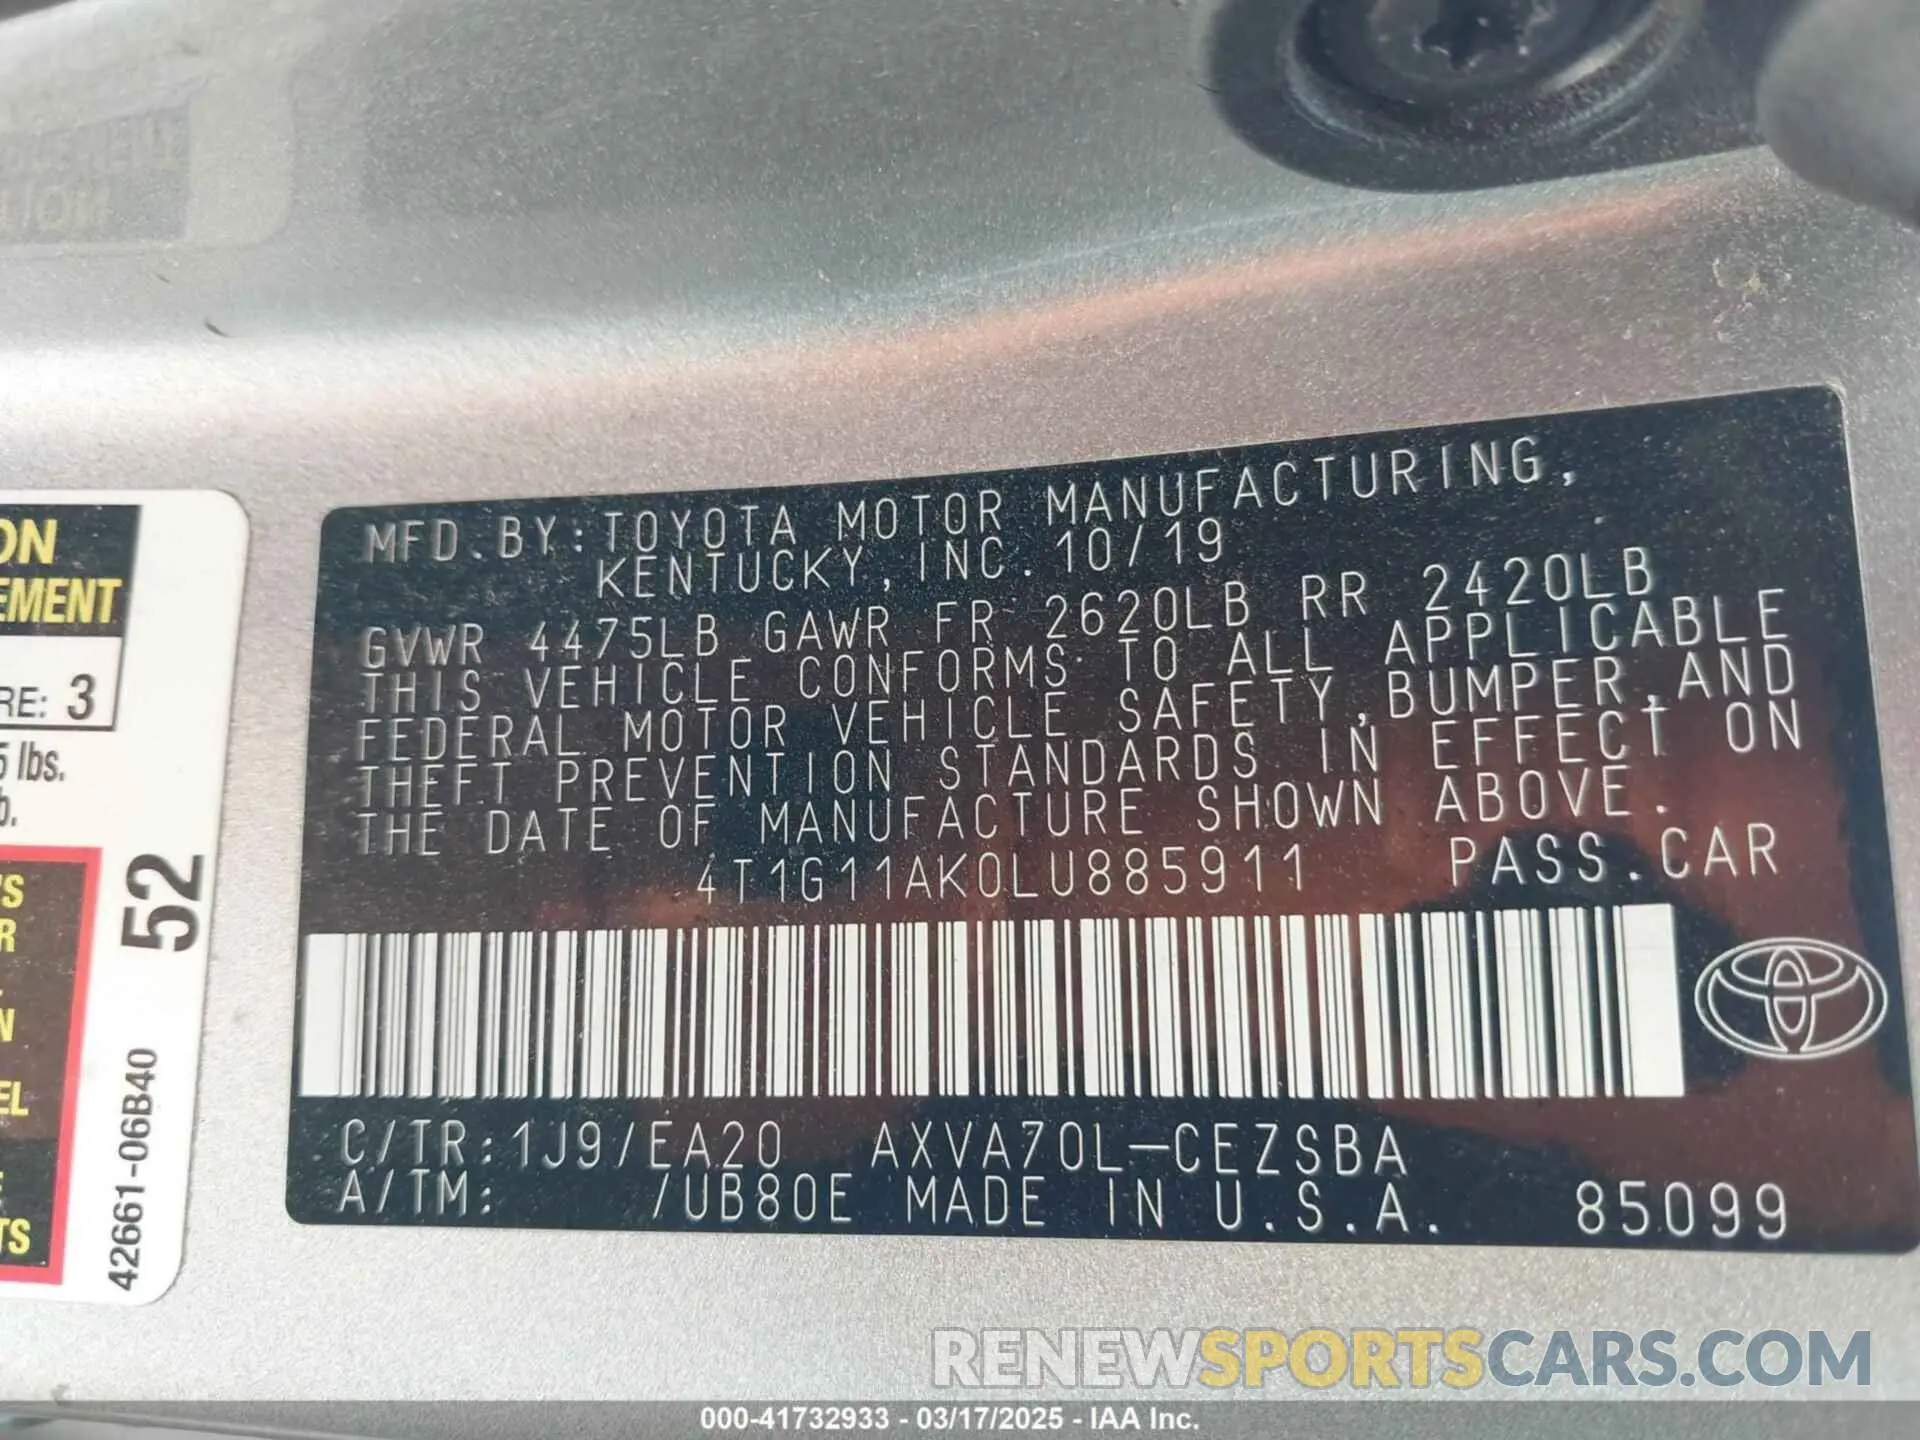 TION
ON
EMENT
RE: 3
5 lbs.
b.
'S
R
N
EL
TS
52
42661-06B40
MFD.BY:TOYOTA MOTOR MANUFACTURING,
KENTUCKY,INC. 10/19
GVWR 4475LB GAWR FR 2620LB RR 2420LB
THIS VEHICLE CONFORMS TO ALL APPLICABLE
FEDERAL MOTOR VEHICLE SAFETY,BUMPER,AND
THEFT PREVENTION STANDARDS IN EFFECT ON
THE DATE OF MANUFACTURE SHOWN ABOVE.
4T1G11AK0LU885911 PASS.CAR
C/TR:1J9/EA20 AXVA70L-CEZSBA
A/TM: /UB80E MADE IN U.S.A. 85099
RENEWSPORTSCARS.COM
000-41732933 - 03/17/2025 - IAA Inc.